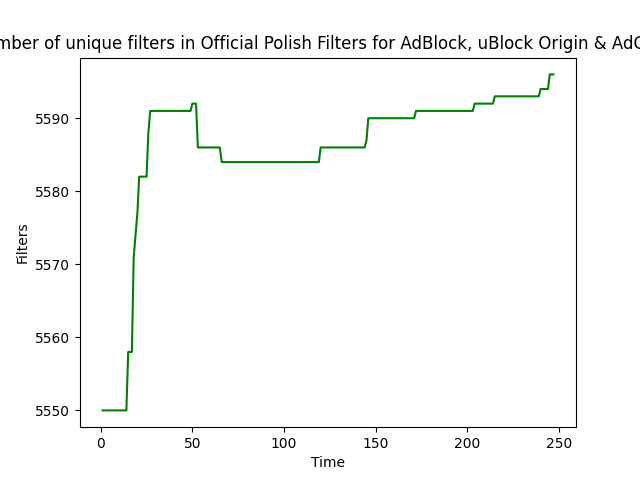 mber of unique filters in Official Polish Filters for AdBlock, uBlock Origin & AdG
5590
5580
5570
5560
5550
Filters
0 50 100 150 200 250
Time